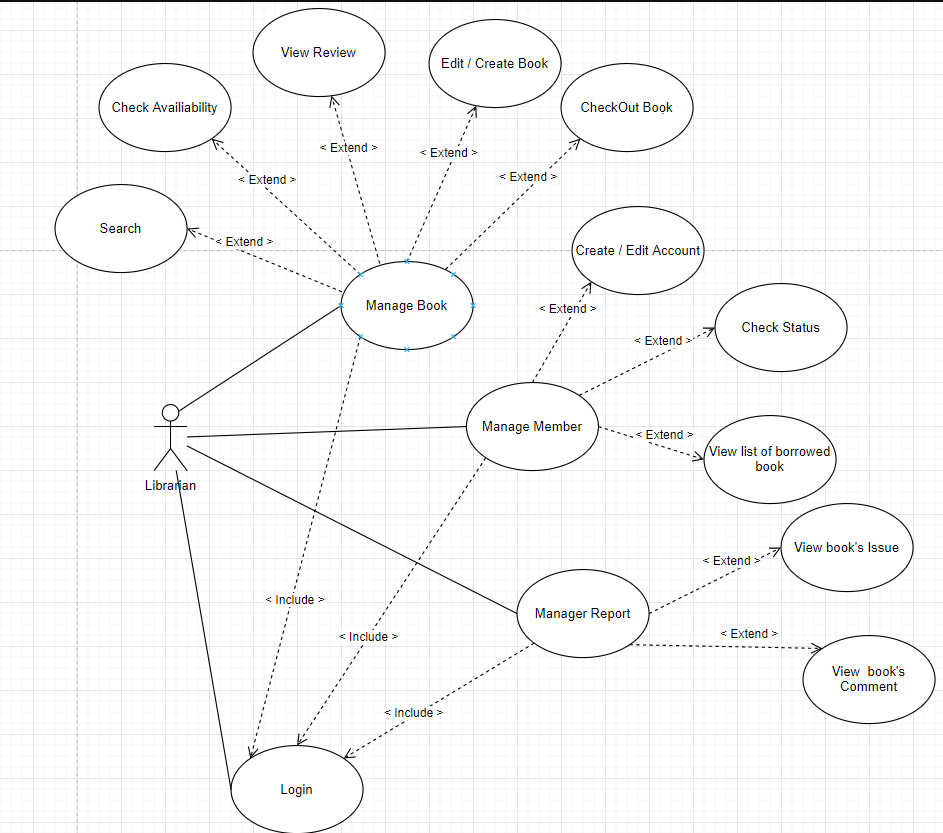 View Review
Edit / Create Book
Check Availiability
CheckOut Book
< Extend >
< Extend >
< Extend >
< Extend >
Search
< Extend >
Create / Edit Account
Manage Book
< Extend >
Check Status
< Extend >
Manage Member
< Extend >
View list of borrowed
book
Librarian
View book's Issue
< Extend >
< Include >
Manager Report
< Include >
< Extend >
View book's
Comment
< Include >
Login